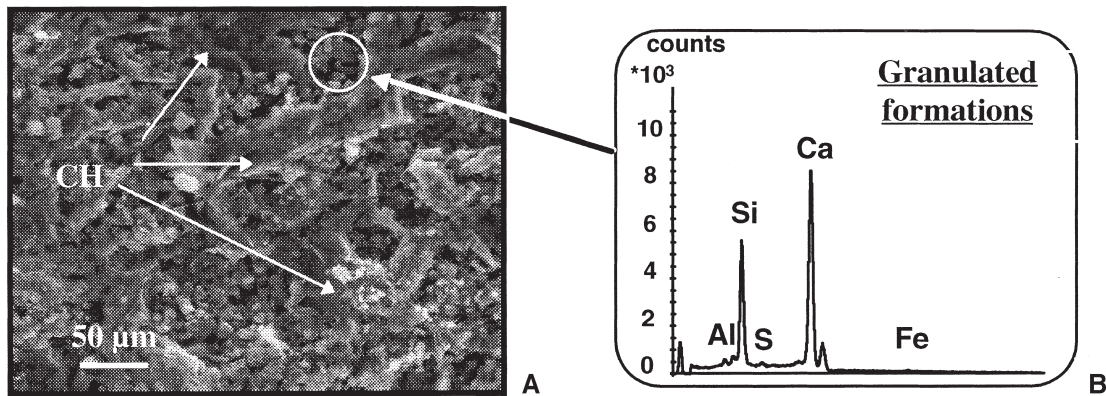 CH
50 µm
A
counts
*10³
Granulated
formations
10
8
6
4
2
0
Ca
Si
Al
S
Fe
B